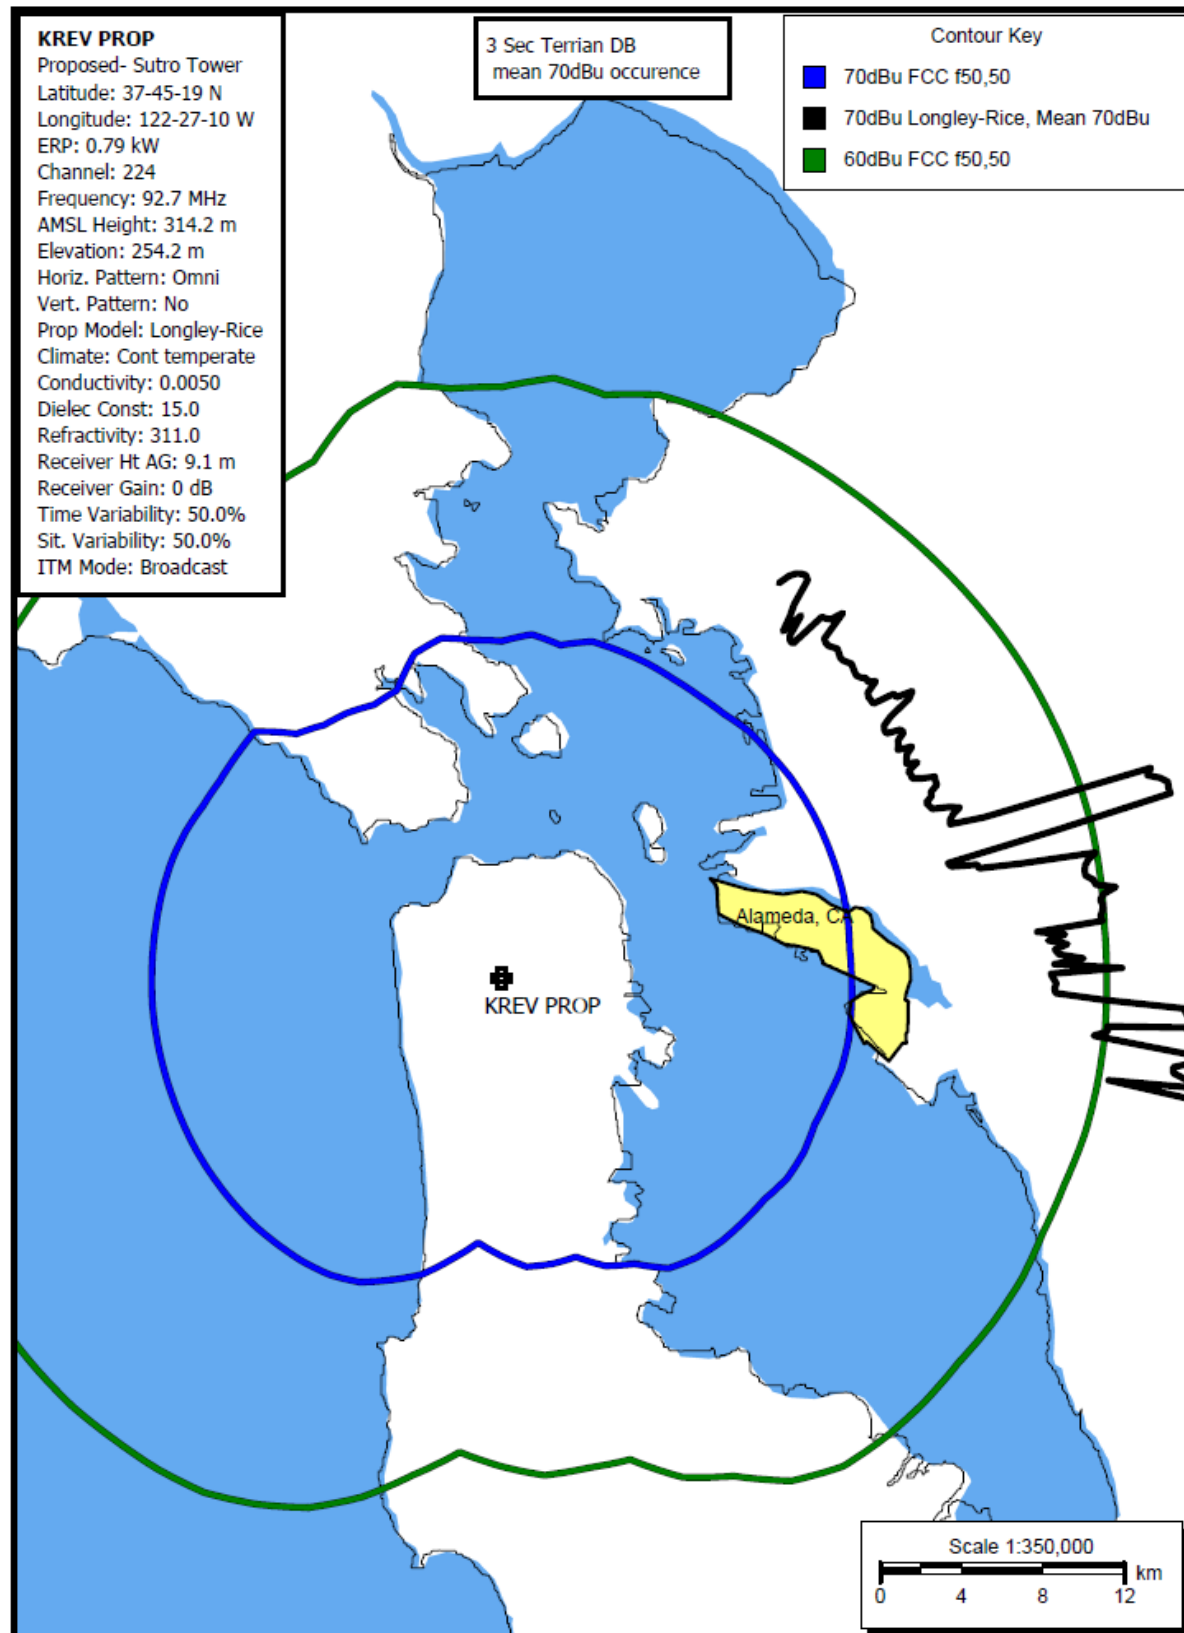 KREV PROP
Proposed- Sutro Tower
Latitude: 37-45-19 N
Longitude: 122-27-10 W
ERP: 0.79 kW
Channel: 224
Frequency: 92.7 MHz
AMSL Height: 314.2 m
Elevation: 254.2 m
Horiz. Pattern: Omni
Vert. Pattern: No
Prop Model: Longley-Rice
Climate: Cont temperate
Conductivity: 0.0050
Dielec Const: 15.0
Refractivity: 311.0
Receiver Ht AG: 9.1 m
Receiver Gain: 0 dB
Time Variability: 50.0%
Sit. Variability: 50.0%
ITM Mode: Broadcast
3 Sec Terrian DB
mean 70dBu occurence
Contour Key
70dBu FCC f50,50
70dBu Longley-Rice, Mean 70dBu
60dBu FCC f50,50
Alameda, CA
KREV PROP
Scale 1:350,000
km
0 4 8 12